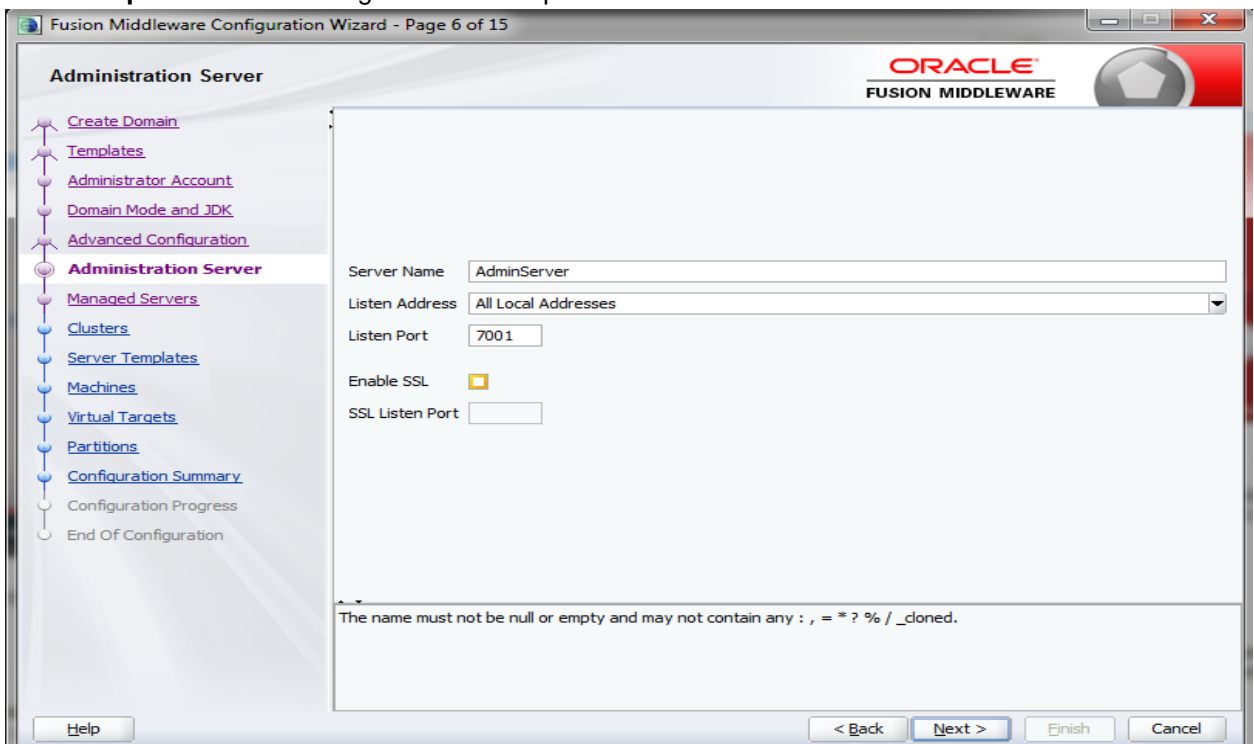 Fusion Middleware Configuration Wizard - Page 6 of 15
Administration Server
ORACLE
FUSION MIDDLEWARE
Create Domain
Templates
Administrator Account
Domain Mode and JDK
Advanced Configuration
Administration Server
Managed Servers
Clusters
Server Templates
Machines
Virtual Targets
Partitions
Configuration Summary
Configuration Progress
End Of Configuration
Server Name AdminServer
Listen Address All Local Addresses
Listen Port 7001
Enable SSL
SSL Listen Port
The name must not be null or empty and may not contain any : , = * ? % / _cloned.
Help < Back Next > Finish Cancel